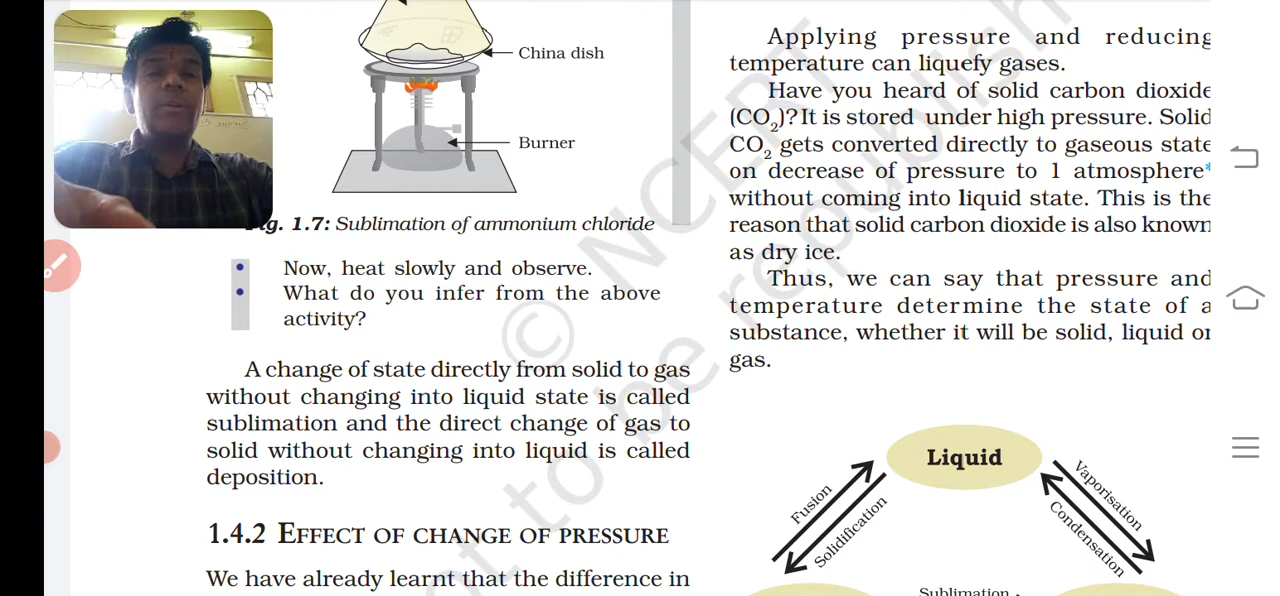 China dish
Burner
Fig. 1.7: Sublimation of ammonium chloride
• Now, heat slowly and observe.
• What do you infer from the above
activity?
A change of state directly from solid to gas
without changing into liquid state is called
sublimation and the direct change of gas to
solid without changing into liquid is called
deposition.
1.4.2 EFFECT OF CHANGE OF PRESSURE
We have already learnt that the difference in
Applying pressure and reducing
temperature can liquefy gases.
Have you heard of solid carbon dioxide
(CO2)? It is stored under high pressure. Solid
CO2 gets converted directly to gaseous state
on decrease of pressure to 1 atmosphere*
without coming into liquid state. This is the
reason that solid carbon dioxide is also known
as dry ice.
Thus, we can say that pressure and
temperature determine the state of a
substance, whether it will be solid, liquid or
gas.
Liquid
Fusion
Solidification
Vaporisation
Condensation
Sublimation
© NCERT
not to be republish